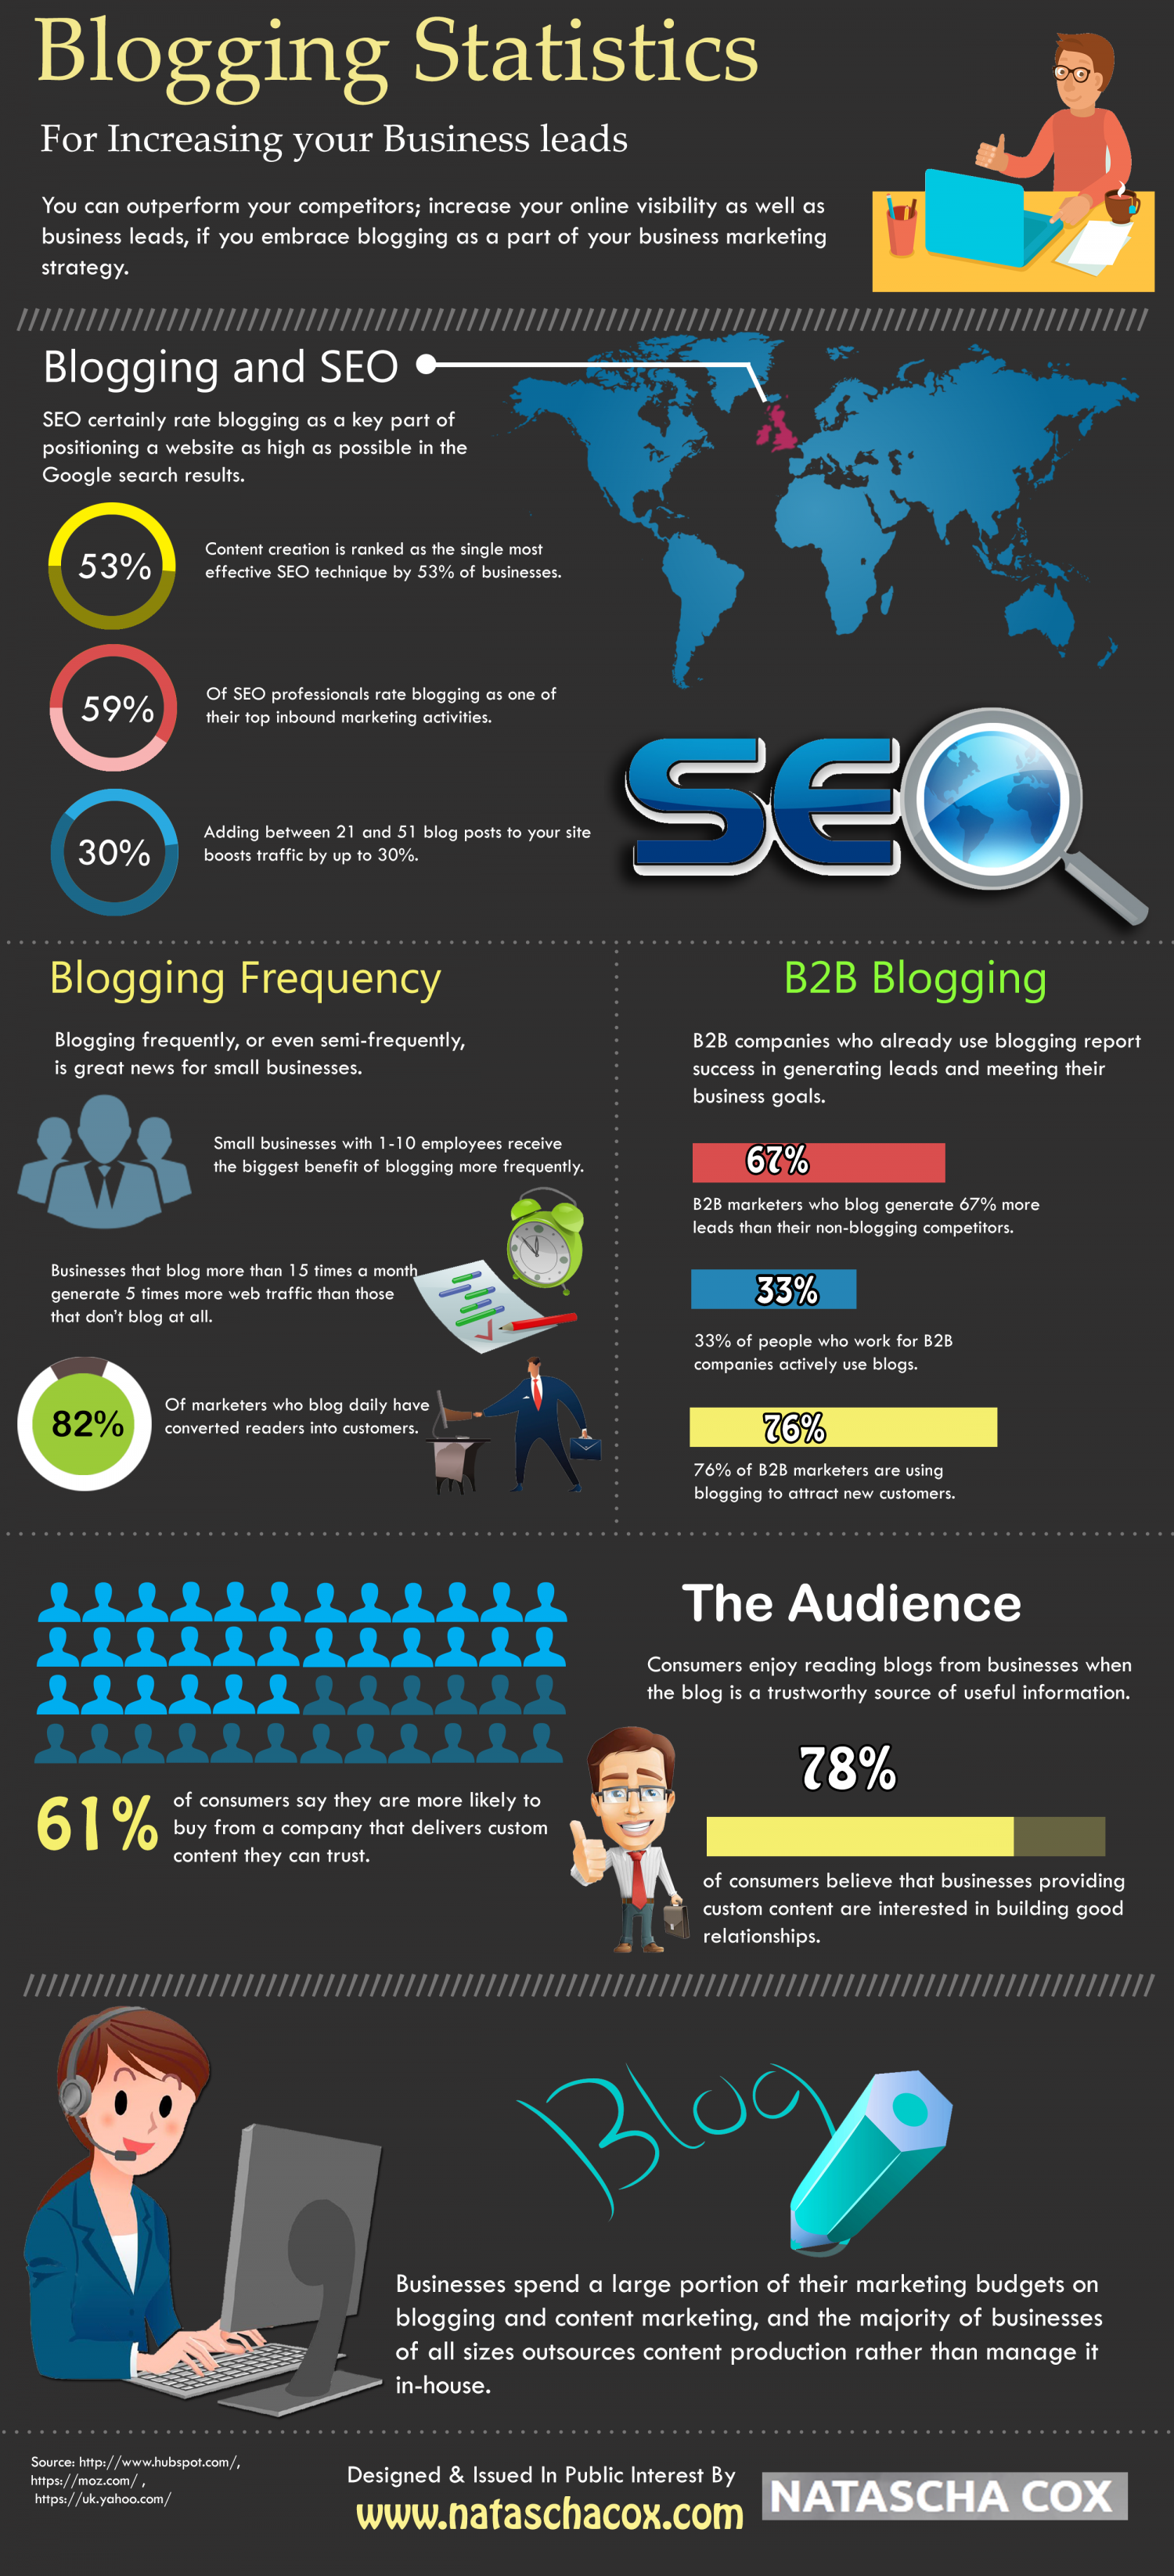 Blogging Statistics
For Increasing your Business leads
You can outperform your competitors; increase your online visibility as well as
business leads, if you embrace blogging as a part of your business marketing
strategy.
Blogging and SEO
SEO certainly rate blogging as a key part of
positioning a website as high as possible in the
Google search results.
53%
Content creation is ranked as the single most
effective SEO technique by 53% of businesses.
59%
Of SEO professionals rate blogging as one of
their top inbound marketing activities.
30%
Adding between 21 and 51 blog posts to your site
boosts traffic by up to 30%.
SEO
Blogging Frequency
Blogging frequently, or even semi-frequently,
is great news for small businesses.
Small businesses with 1-10 employees receive
the biggest benefit of blogging more frequently.
Businesses that blog more than 15 times a month
generate 5 times more web traffic than those
that don't blog at all.
82%
Of marketers who blog daily have
converted readers into customers.
B2B Blogging
B2B companies who already use blogging report
success in generating leads and meeting their
business goals.
67%
B2B marketers who blog generate 67% more
leads than their non-blogging competitors.
33%
33% of people who work for B2B
companies actively use blogs.
76%
76% of B2B marketers are using
blogging to attract new customers.
61%
of consumers say they are more likely to
buy from a company that delivers custom
content they can trust.
The Audience
Consumers enjoy reading blogs from businesses when
the blog is a trustworthy source of useful information.
78%
of consumers believe that businesses providing
custom content are interested in building good
relationships.
Blog
Businesses spend a large portion of their marketing budgets on
blogging and content marketing, and the majority of businesses
of all sizes outsources content production rather than manage it
in-house.
Source: http://www.hubspot.com/,
https://moz.com/ ,
https://uk.yahoo.com/
Designed & Issued In Public Interest By
www.nataschacox.com
NATASCHA COX